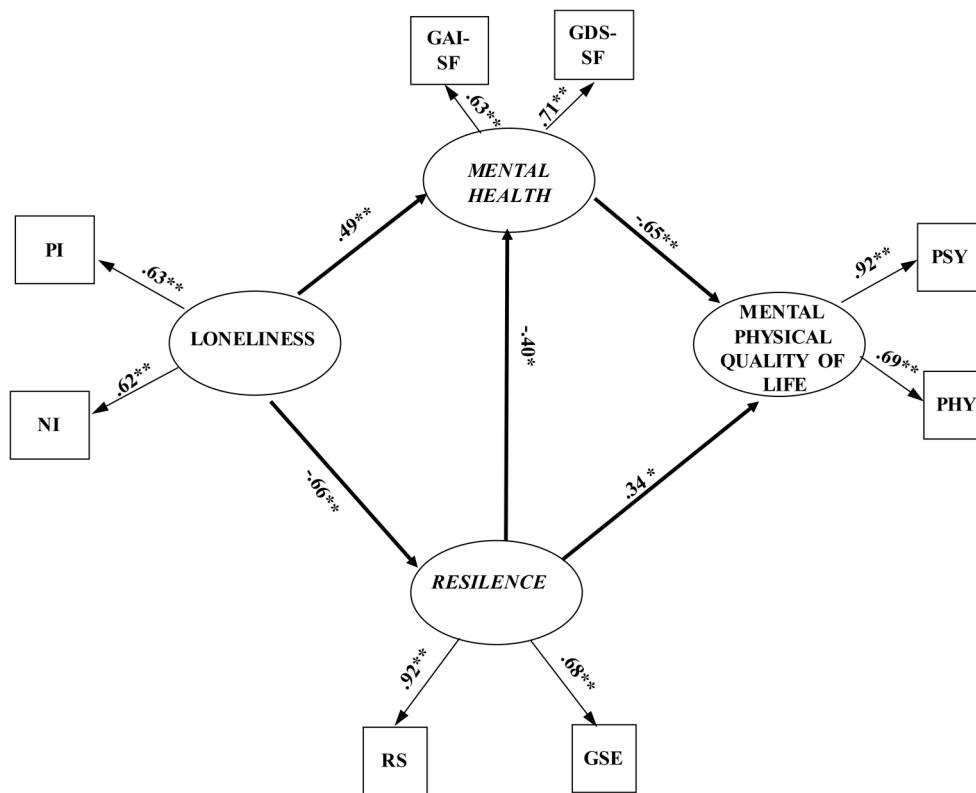 GAI-
SF
GDS-
SF
.63**
.71**
MENTAL
HEALTH
.49**
-.65**
PI
.63**
LONELINESS
NI
.62**
-.40*
.92**
PSY
MENTAL
PHYSICAL
QUALITY OF
LIFE
.69**
PHY
-.66**
.34 *
RESILENCE
.92**
.68**
RS
GSE